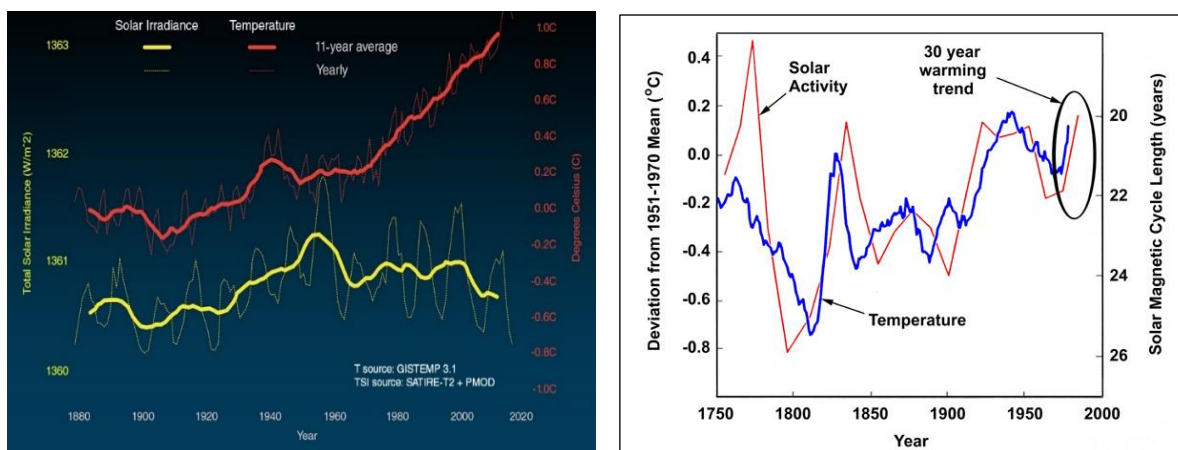 Solar Irradiance Temperature
11-year average
Yearly
1363
1362
1361
1360
Total Solar Irradiance (W/m^2)
1.0C
0.8C
0.6C
0.4C
0.2C
0.0C
-0.2C
-0.4C
-0.6C
-0.8C
-1.0C
Degrees Celsius (C)
T source: GISTEMP 3.1
TSI source: SATIRE-T2 + PMOD
1880 1900 1920 1940 1960 1980 2000 2020
Year
0.4
0.2
0.0
-0.2
-0.4
-0.6
-0.8
Deviation from 1951-1970 Mean (°C)
Solar
Activity
30 year
warming
trend
Temperature
20
22
24
26
Solar Magnetic Cycle Length (years)
1750 1800 1850 1900 1950 2000
Year